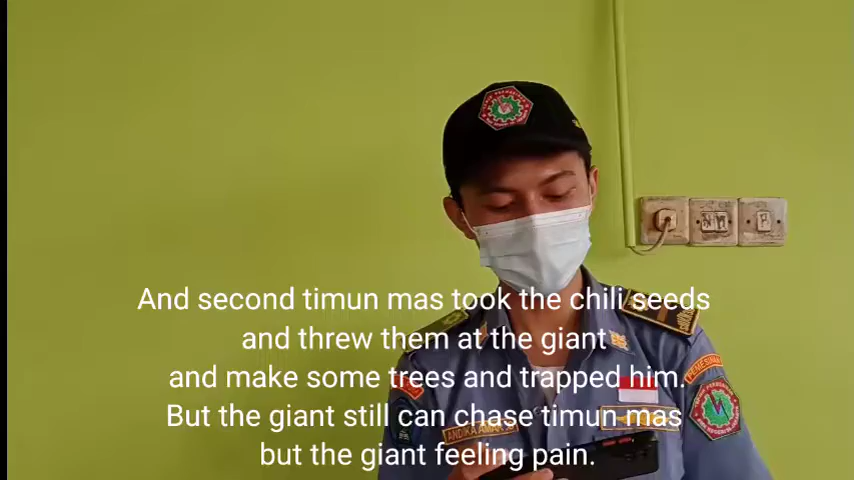 And second timun mas took the chili seeds
and threw them at the giant
and make some trees and trapped him.
But the giant still can chase timun mas
but the giant feeling pain.
PEMESINAN